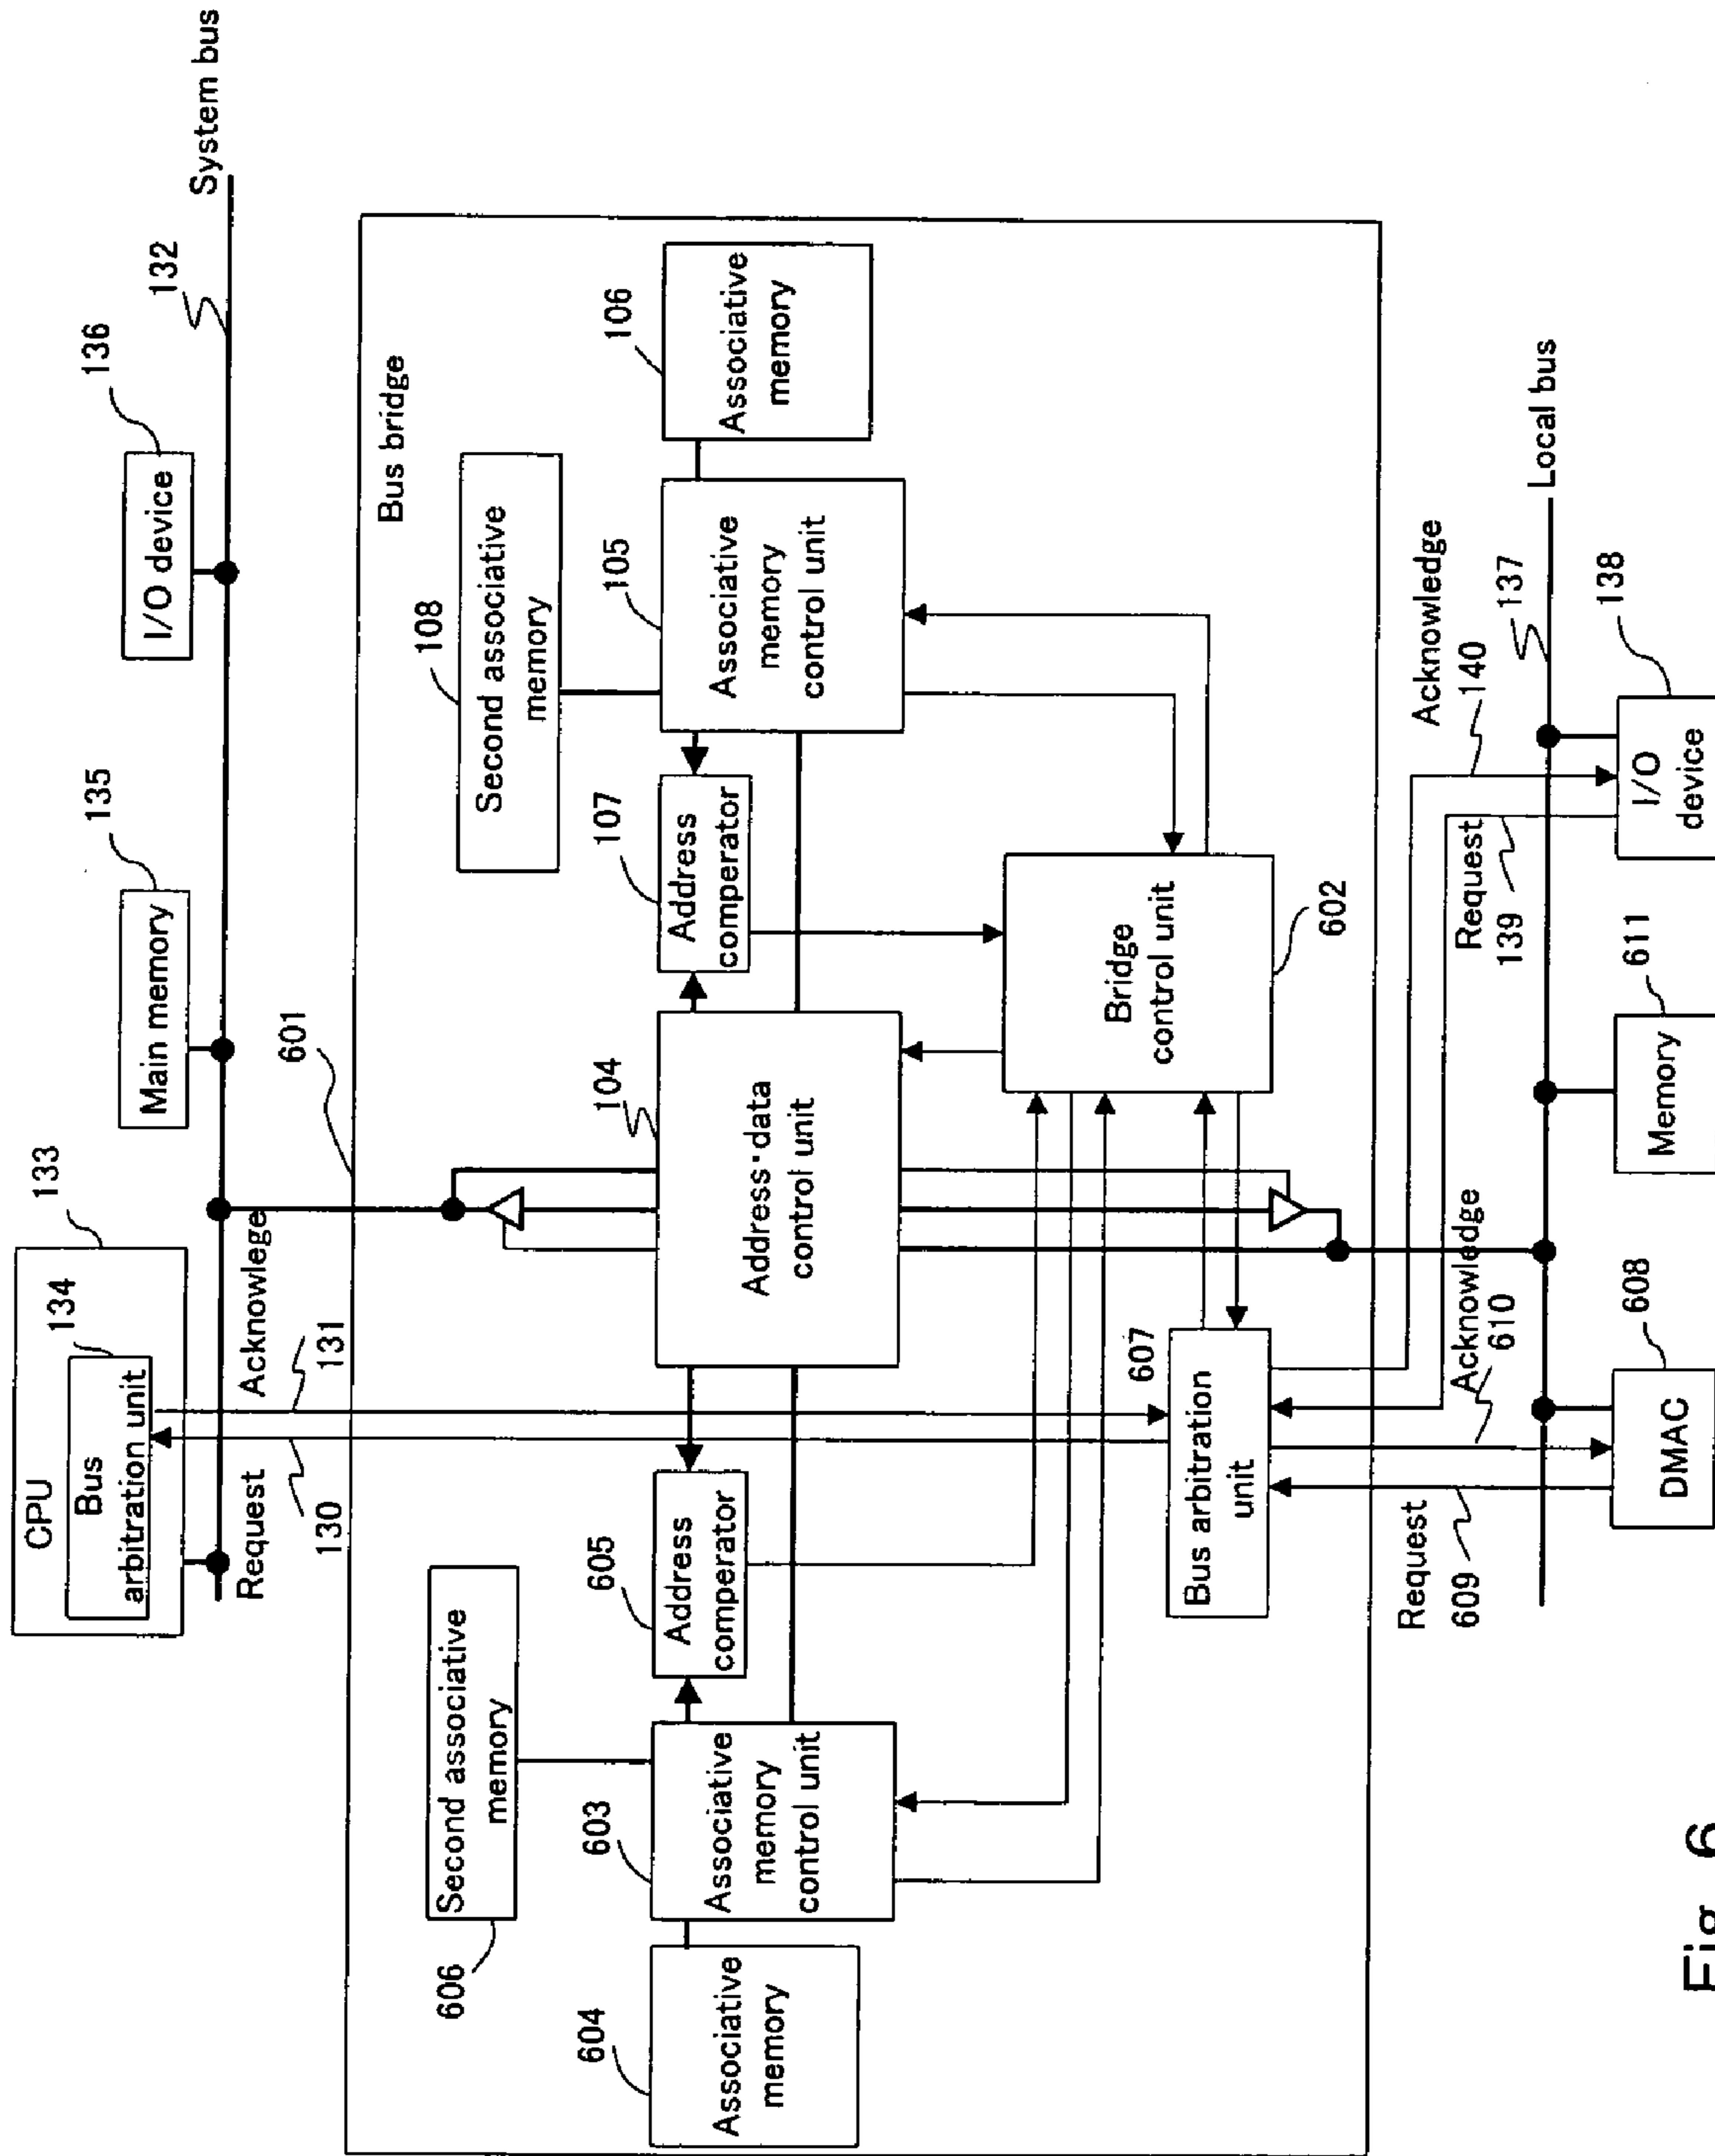 System bus
132
I/O device
136
Main memory
135
CPU
133
Bus
arbitration unit
134
Request
130
Acknowlege
131
601
Bus bridge
Second associative
memory
606
Second associative
memory
108
Associative
memory
604
Associative
memory
control unit
603
Address
comperator
605
Address·data
control unit
104
Address
comperator
107
Associative
memory
control unit
105
Associative
memory
106
Bridge
control unit
602
Bus arbitration
unit
607
Request
609
Acknowledge
610
Request
139
Acknowledge
140
Local bus
137
DMAC
608
Memory
611
I/O
device
138
Fig. 6